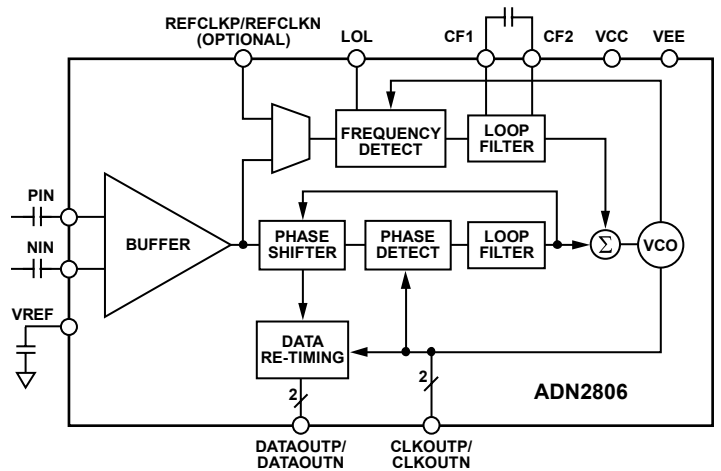 REFCLKP/REFCLKN
(OPTIONAL)
LOL
CF1
CF2
VCC
VEE
FREQUENCY
DETECT
LOOP
FILTER
PIN
NIN
VREF
BUFFER
PHASE
SHIFTER
PHASE
DETECT
LOOP
FILTER
Σ
VCO
DATA
RE-TIMING
2
2
ADN2806
DATAOUTP/
DATAOUTN
CLKOUTP/
CLKOUTN